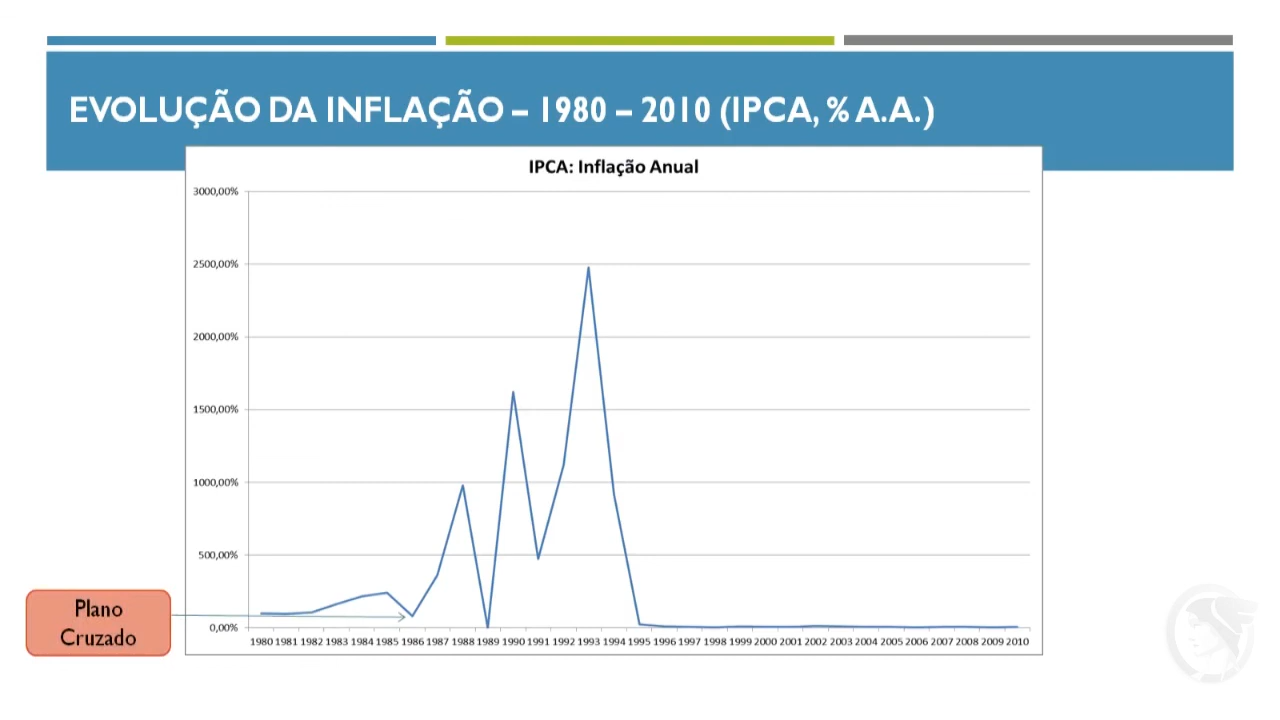 EVOLUÇÃO DA INFLAÇÃO – 1980 – 2010 (IPCA, % A.A.)
IPCA: Inflação Anual
3000,00%
2500,00%
2000,00%
1500,00%
1000,00%
500,00%
0,00%
1980 1981 1982 1983 1984 1985 1986 1987 1988 1989 1990 1991 1992 1993 1994 1995 1996 1997 1998 1999 2000 2001 2002 2003 2004 2005 2006 2007 2008 2009 2010
Plano
Cruzado